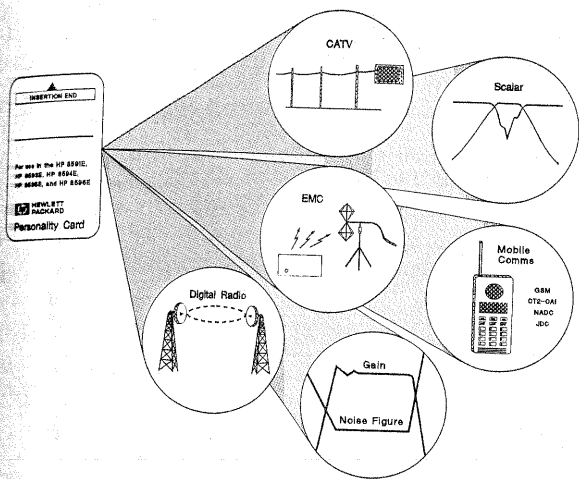 CATV
Scalar
INSERTION END
For use in the HP 8591E,
HP 8593E, HP 8594E,
HP 8595E, and HP 8596E
hp HEWLETT
PACKARD
Personality Card
EMC
Mobile
Comms
GSM
CT2-CAI
NADC
JDC
Digital Radio
Gain
Noise Figure